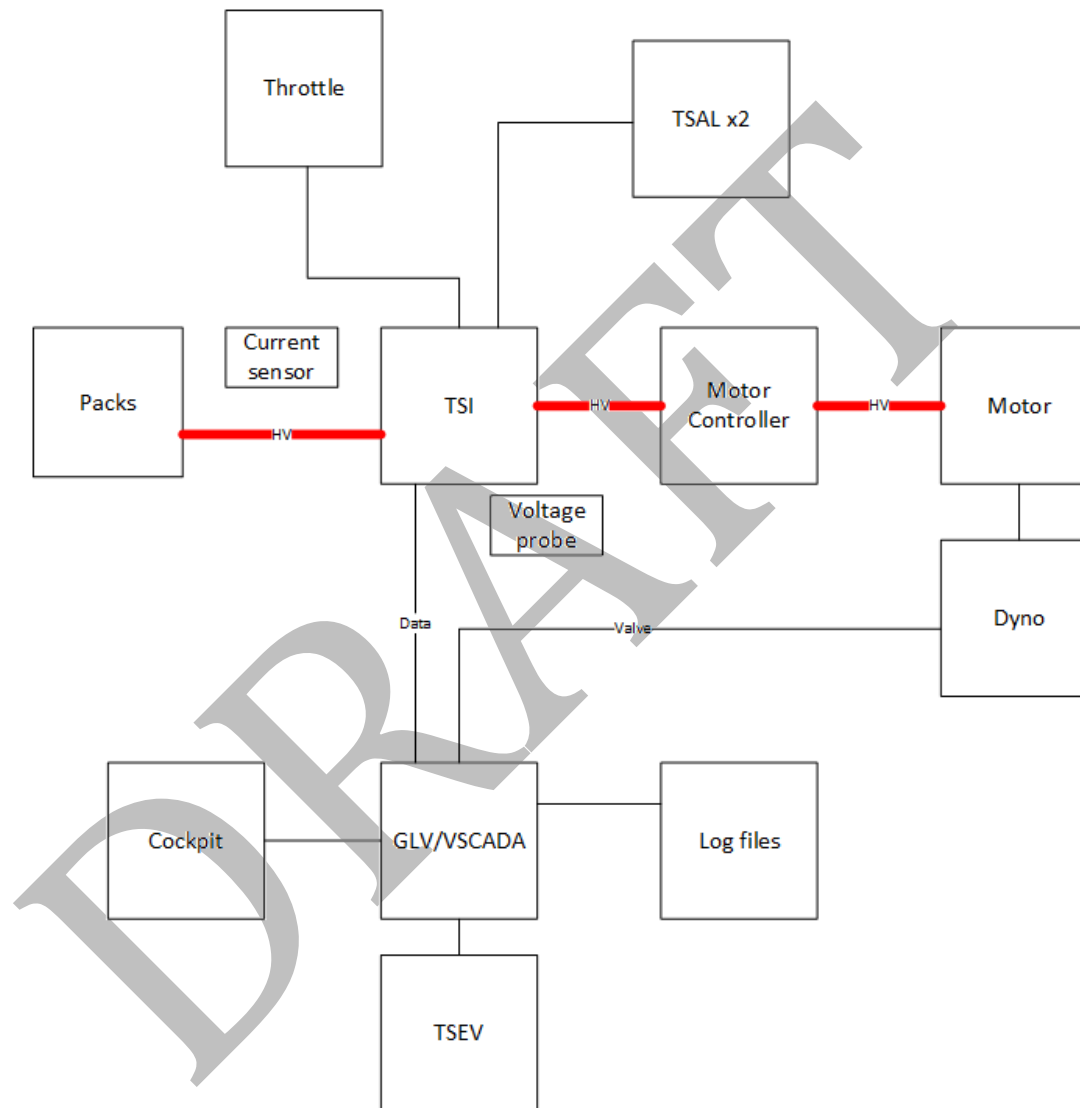 Throttle
TSAL x2
Packs
Current
sensor
TSI
Motor
Controller
Motor
HV
HV
HV
Voltage
probe
Data
Valve
Dyno
Cockpit
GLV/VSCADA
Log files
TSEV
DRAFT